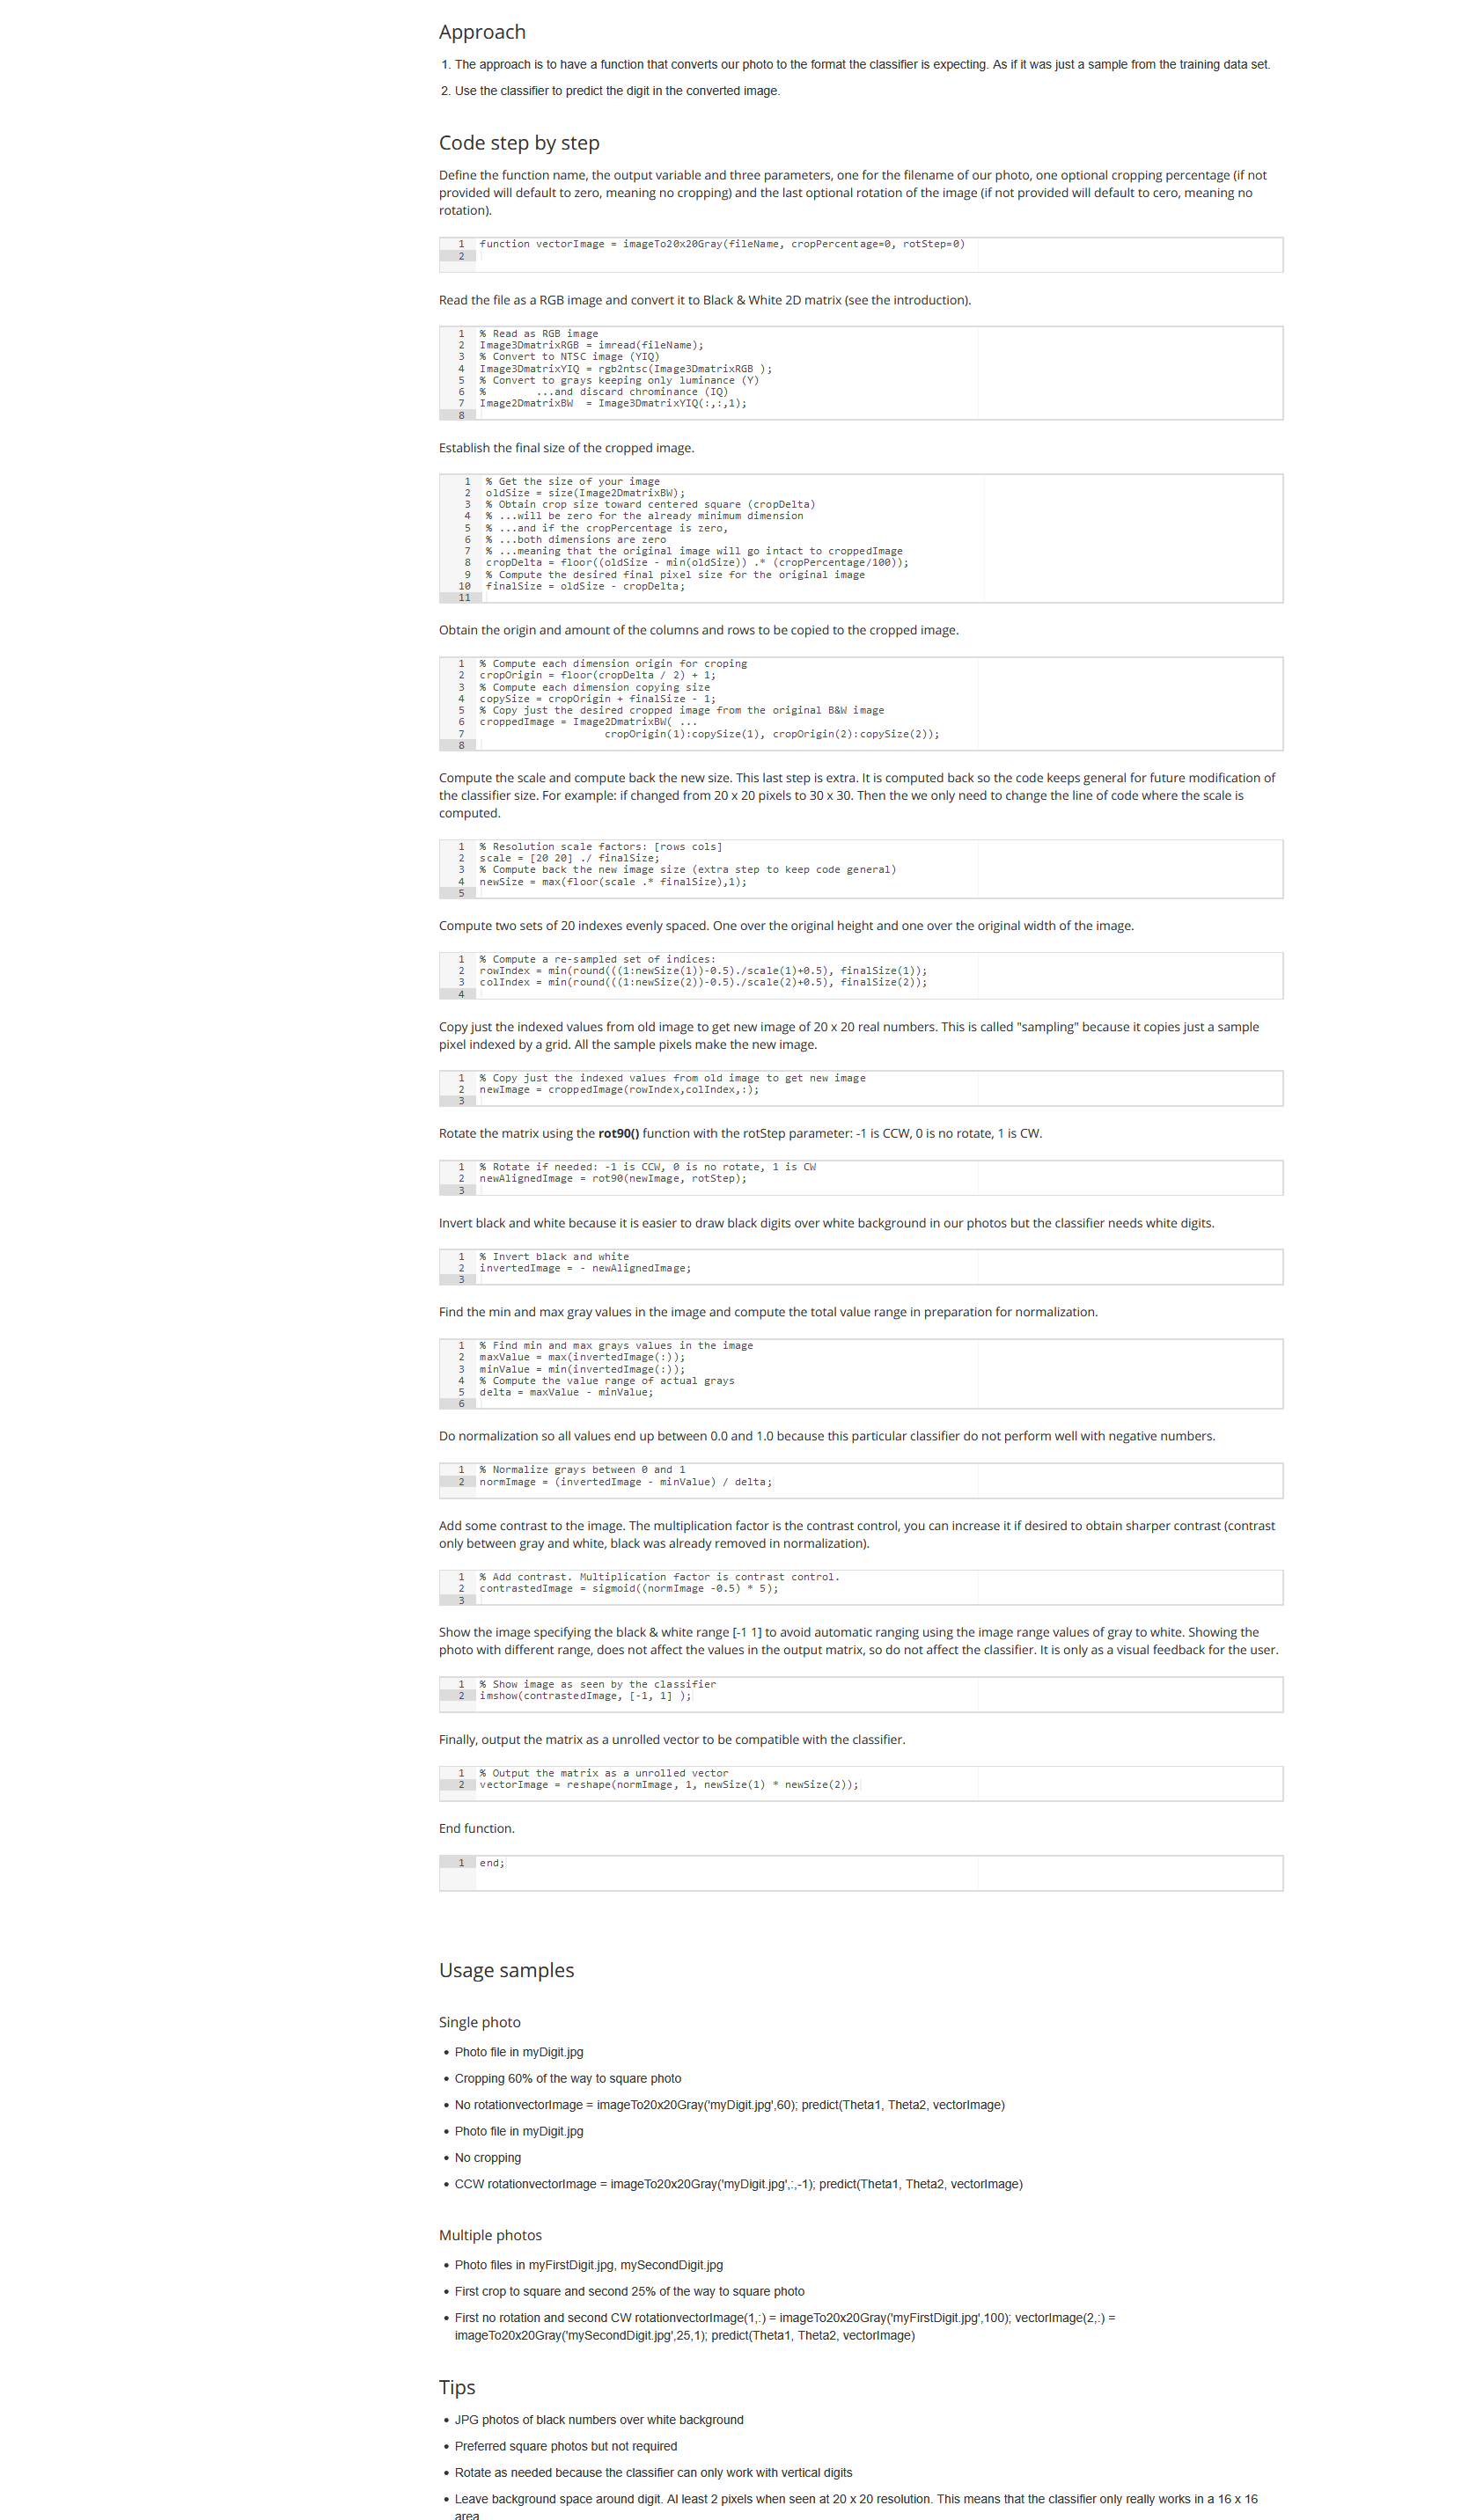 Approach
1. The approach is to have a function that converts our photo to the format the classifier is expecting. As if it was just a sample from the training data set.
2. Use the classifier to predict the digit in the converted image.
Code step by step
Define the function name, the output variable and three parameters, one for the filename of our photo, one optional cropping percentage (if not
provided will default to zero, meaning no cropping) and the last optional rotation of the image (if not provided will default to cero, meaning no
rotation).
1 function vectorImage = imageTo20x20Gray(fileName, cropPercentage=0, rotStep=0)
2
Read the file as a RGB image and convert it to Black & White 2D matrix (see the introduction).
1 % Read as RGB image
2 Image3DmatrixRGB = imread(fileName);
3 % Convert to NTSC image (YIQ)
4 Image3DmatrixYIQ = rgb2ntsc(Image3DmatrixRGB );
5 % Convert to grays keeping only luminance (Y)
6 %        ...and discard chrominance (IQ)
7 Image2DmatrixBW  = Image3DmatrixYIQ(:,:,1);
8
Establish the final size of the cropped image.
1 % Get the size of your image
2 oldSize = size(Image2DmatrixBW);
3 % Obtain crop size toward centered square (cropDelta)
4 % ...will be zero for the already minimum dimension
5 % ...and if the cropPercentage is zero,
6 % ...both dimensions are zero
7 % ...meaning that the original image will go intact to croppedImage
8 cropDelta = floor((oldSize - min(oldSize)) .* (cropPercentage/100));
9 % Compute the desired final pixel size for the original image
10 finalSize = oldSize - cropDelta;
11
Obtain the origin and amount of the columns and rows to be copied to the cropped image.
1 % Compute each dimension origin for croping
2 cropOrigin = floor(cropDelta / 2) + 1;
3 % Compute each dimension copying size
4 copySize = cropOrigin + finalSize - 1;
5 % Copy just the desired cropped image from the original B&W image
6 croppedImage = Image2DmatrixBW( ...
7                    cropOrigin(1):copySize(1), cropOrigin(2):copySize(2));
8
Compute the scale and compute back the new size. This last step is extra. It is computed back so the code keeps general for future modification of
the classifier size. For example: if changed from 20 x 20 pixels to 30 x 30. Then the we only need to change the line of code where the scale is
computed.
1 % Resolution scale factors: [rows cols]
2 scale = [20 20] ./ finalSize;
3 % Compute back the new image size (extra step to keep code general)
4 newSize = max(floor(scale .* finalSize),1);
5
Compute two sets of 20 indexes evenly spaced. One over the original height and one over the original width of the image.
1 % Compute a re-sampled set of indices:
2 rowIndex = min(round(((1:newSize(1))-0.5)./scale(1)+0.5), finalSize(1));
3 colIndex = min(round(((1:newSize(2))-0.5)./scale(2)+0.5), finalSize(2));
4
Copy just the indexed values from old image to get new image of 20 x 20 real numbers. This is called "sampling" because it copies just a sample
pixel indexed by a grid. All the sample pixels make the new image.
1 % Copy just the indexed values from old image to get new image
2 newImage = croppedImage(rowIndex,colIndex,:);
3
Rotate the matrix using the rot90() function with the rotStep parameter: -1 is CCW, 0 is no rotate, 1 is CW.
1 % Rotate if needed: -1 is CCW, 0 is no rotate, 1 is CW
2 newAlignedImage = rot90(newImage, rotStep);
3
Invert black and white because it is easier to draw black digits over white background in our photos but the classifier needs white digits.
1 % Invert black and white
2 invertedImage = - newAlignedImage;
3
Find the min and max gray values in the image and compute the total value range in preparation for normalization.
1 % Find min and max grays values in the image
2 maxValue = max(invertedImage(:));
3 minValue = min(invertedImage(:));
4 % Compute the value range of actual grays
5 delta = maxValue - minValue;
6
Do normalization so all values end up between 0.0 and 1.0 because this particular classifier do not perform well with negative numbers.
1 % Normalize grays between 0 and 1
2 normImage = (invertedImage - minValue) / delta;
Add some contrast to the image. The multiplication factor is the contrast control, you can increase it if desired to obtain sharper contrast (contrast
only between gray and white, black was already removed in normalization).
1 % Add contrast. Multiplication factor is contrast control.
2 contrastedImage = sigmoid((normImage -0.5) * 5);
3
Show the image specifying the black & white range [-1 1] to avoid automatic ranging using the image range values of gray to white. Showing the
photo with different range, does not affect the values in the output matrix, so do not affect the classifier. It is only as a visual feedback for the user.
1 % Show image as seen by the classifier
2 imshow(contrastedImage, [-1, 1] );
Finally, output the matrix as a unrolled vector to be compatible with the classifier.
1 % Output the matrix as a unrolled vector
2 vectorImage = reshape(normImage, 1, newSize(1) * newSize(2));
End function.
1 end;
Usage samples
Single photo
• Photo file in myDigit.jpg
• Cropping 60% of the way to square photo
• No rotationvectorImage = imageTo20x20Gray('myDigit.jpg',60); predict(Theta1, Theta2, vectorImage)
• Photo file in myDigit.jpg
• No cropping
• CCW rotationvectorImage = imageTo20x20Gray('myDigit.jpg',:,-1); predict(Theta1, Theta2, vectorImage)
Multiple photos
• Photo files in myFirstDigit.jpg, mySecondDigit.jpg
• First crop to square and second 25% of the way to square photo
• First no rotation and second CW rotationvectorImage(1,:) = imageTo20x20Gray('myFirstDigit.jpg',100); vectorImage(2,:) =
imageTo20x20Gray('mySecondDigit.jpg',25,1); predict(Theta1, Theta2, vectorImage)
Tips
• JPG photos of black numbers over white background
• Preferred square photos but not required
• Rotate as needed because the classifier can only work with vertical digits
• Leave background space around digit. Al least 2 pixels when seen at 20 x 20 resolution. This means that the classifier only really works in a 16 x 16
area